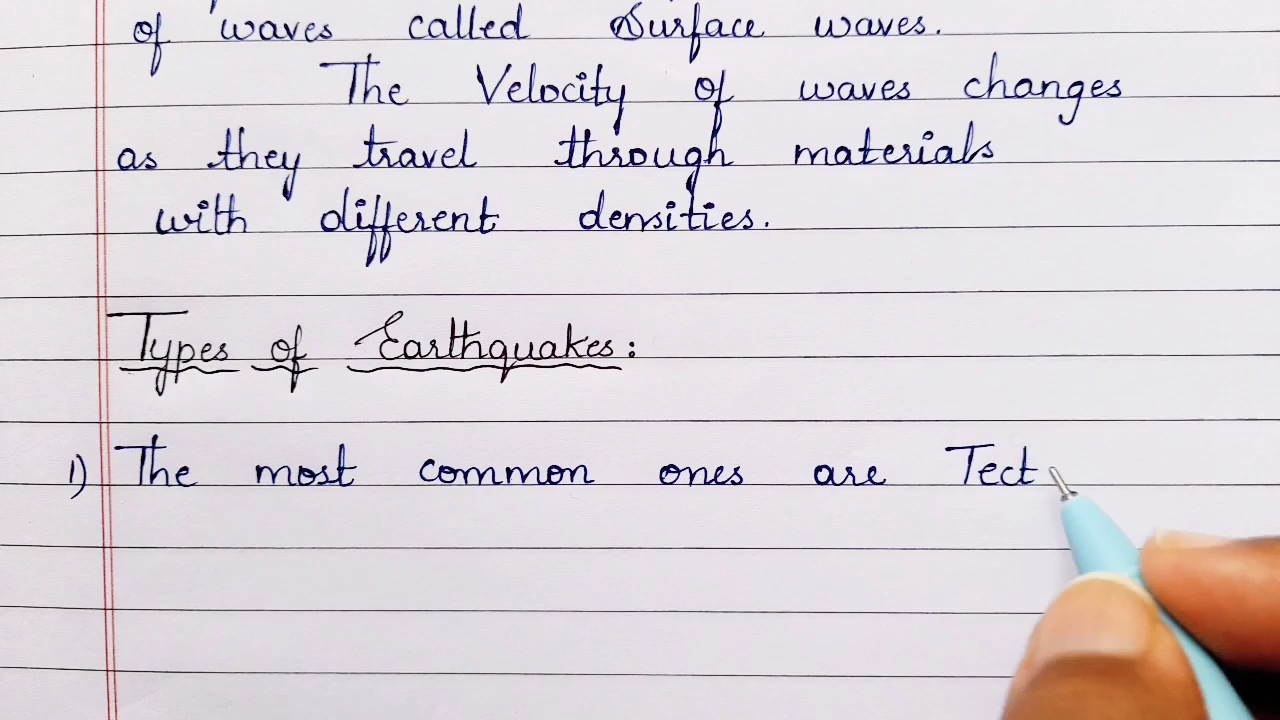 of waves called Surface waves.
The Velocity of waves changes
as they travel through materials
with different densities.
Types of Earthquakes:
1) The most common ones are Tect